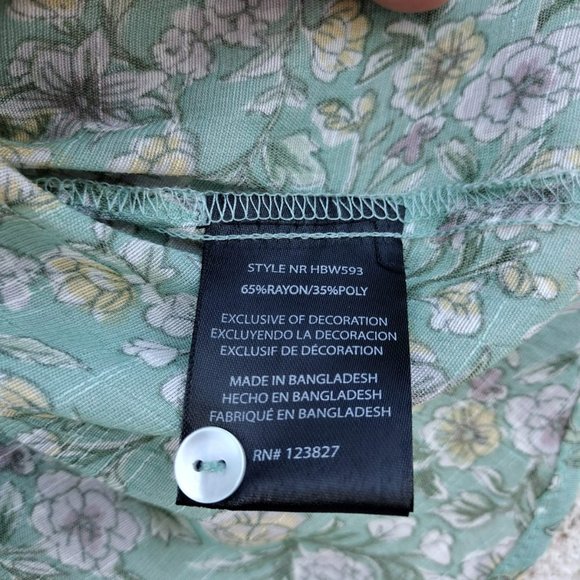 STYLE NR HBW593
65%RAYON/35%POLY
EXCLUSIVE OF DECORATION
EXCLUYENDO LA DECORACION
EXCLUSIF DE DÉCORATION
MADE IN BANGLADESH
HECHO EN BANGLADESH
FABRIQUÉ EN BANGLADESH
RN# 123827